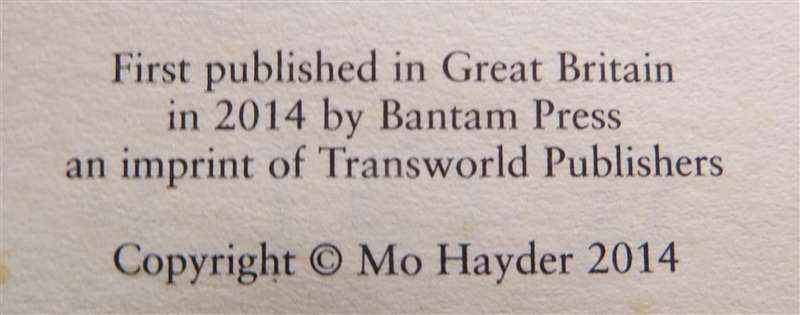 First published in Great Britain
in 2014 by Bantam Press
an imprint of Transworld Publishers
Copyright © Mo Hayder 2014